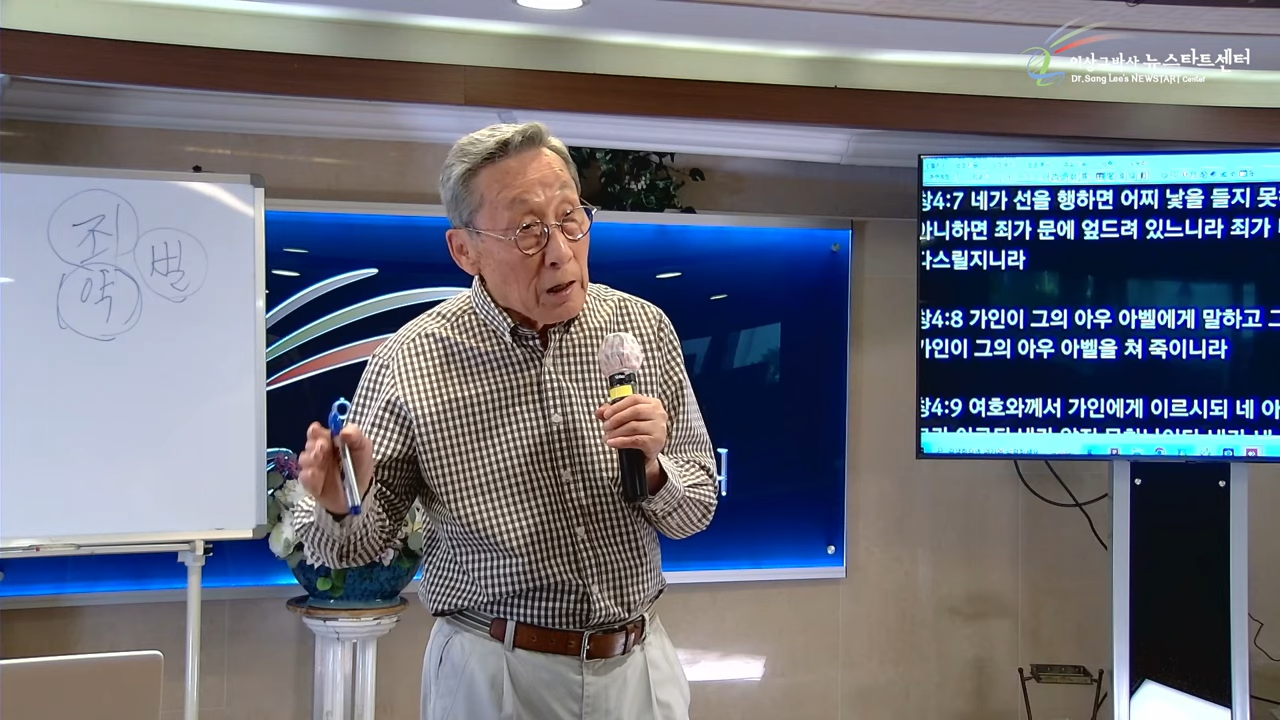 이상구박사 뉴스타트센터
Dr.Sang Lee's NEWSTART Center
죄
벌
악
창4:7 네가 선을 행하면 어찌 낯을 들지 못
아니하면 죄가 문에 엎드려 있느니라 죄가
다스릴지니라
창4:8 가인이 그의 아우 아벨에게 말하고 그
가인이 그의 아우 아벨을 쳐 죽이니라
창4:9 여호와께서 가인에게 이르시되 네 아